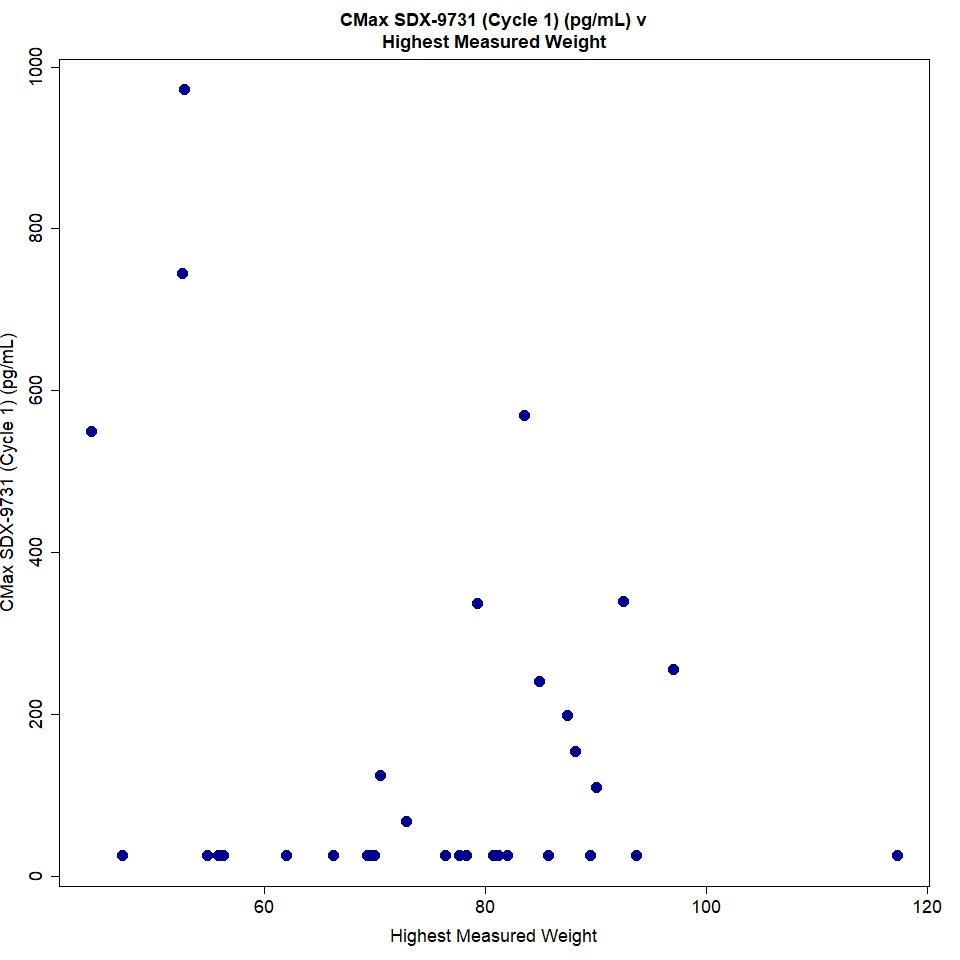 CMax SDX-9731 (Cycle 1) (pg/mL) v
Highest Measured Weight
1000
800
600
400
200
0
CMax SDX-9731 (Cycle 1) (pg/mL)
60
80
100
120
Highest Measured Weight